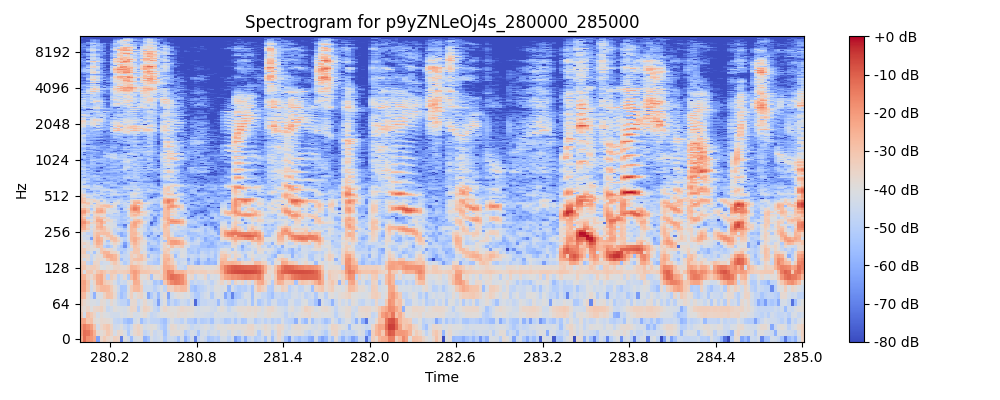 Spectrogram for p9yZNLeOj4s_280000_285000
8192
4096
2048
1024
512
256
128
64
0
Hz
280.2 280.8 281.4 282.0 282.6 283.2 283.8 284.4 285.0
Time
+0 dB
-10 dB
-20 dB
-30 dB
-40 dB
-50 dB
-60 dB
-70 dB
-80 dB